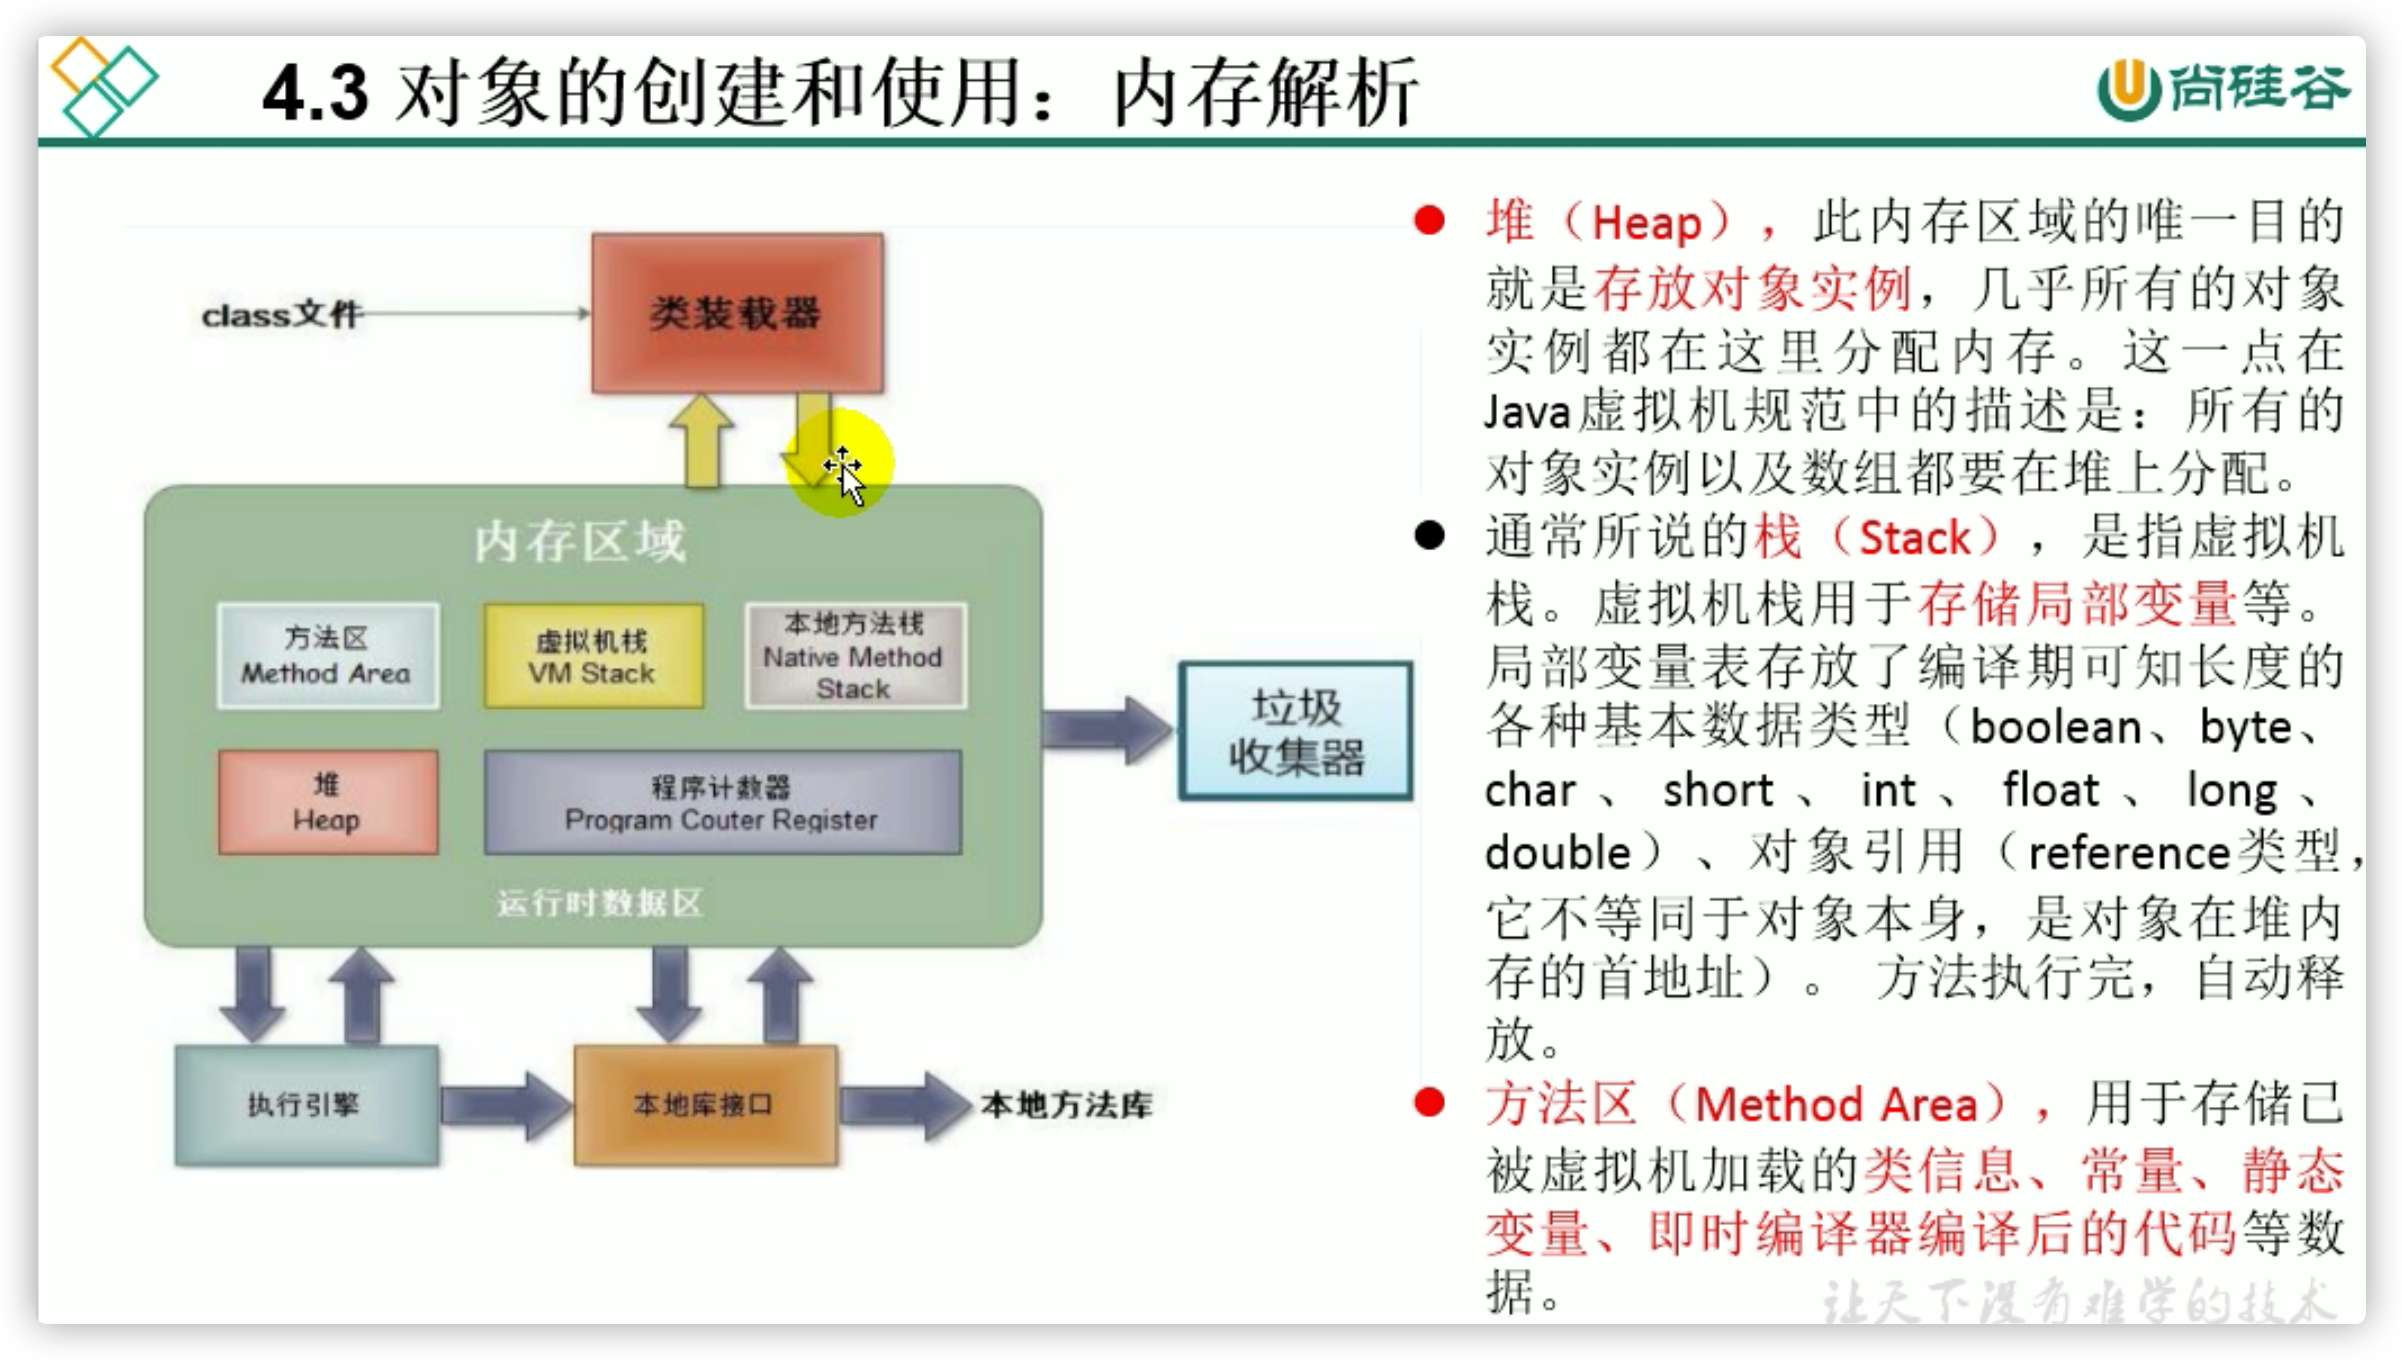 4.3 对象的创建和使用：内存解析
尚硅谷
class文件
类装载器
内存区域
方法区
Method Area
虚拟机栈
VM Stack
本地方法栈
Native Method
Stack
堆
Heap
程序计数器
Program Couter Register
运行时数据区
垃圾
收集器
执行引擎
本地库接口
本地方法库
堆（Heap），此内存区域的唯一目的
就是存放对象实例，几乎所有的对象
实例都在这里分配内存。这一点在
Java虚拟机规范中的描述是：所有的
对象实例以及数组都要在堆上分配。
通常所说的栈（Stack），是指虚拟机
栈。虚拟机栈用于存储局部变量等。
局部变量表存放了编译期可知长度的
各种基本数据类型（boolean、byte、
char 、 short 、 int 、 float 、 long 、
double）、对象引用（reference类型，
它不等同于对象本身，是对象在堆内
存的首地址）。 方法执行完，自动释
放。
方法区（Method Area），用于存储已
被虚拟机加载的类信息、常量、静态
变量、即时编译器编译后的代码等数
据。
让天下没有难学的技术